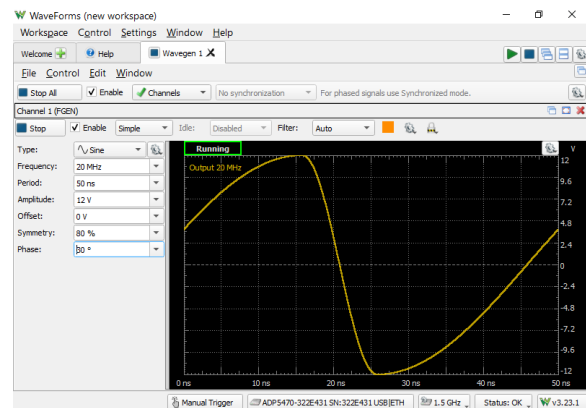 WaveForms (new workspace)
Workspace Control Settings Window Help
Welcome Help Wavegen 1
File Control Edit Window
Stop All Enable Channels No synchronization For phased signals use Synchronized mode.
Channel 1 (FGEN)
Stop Enable Simple Idle: Disabled Filter: Auto
Type: Sine
Frequency: 20 MHz
Period: 50 ns
Amplitude: 12 V
Offset: 0 V
Symmetry: 80 %
Phase: 30 °
Running V
Output 20 MHz
12
9.6
7.2
4.8
2.4
0
-2.4
-4.8
-7.2
-9.6
-12
0 ns 10 ns 20 ns 30 ns 40 ns 50 ns
Manual Trigger ADP5470-322E431 SN:322E431 USB|ETH 1.5 GHz Status: OK v3.23.1